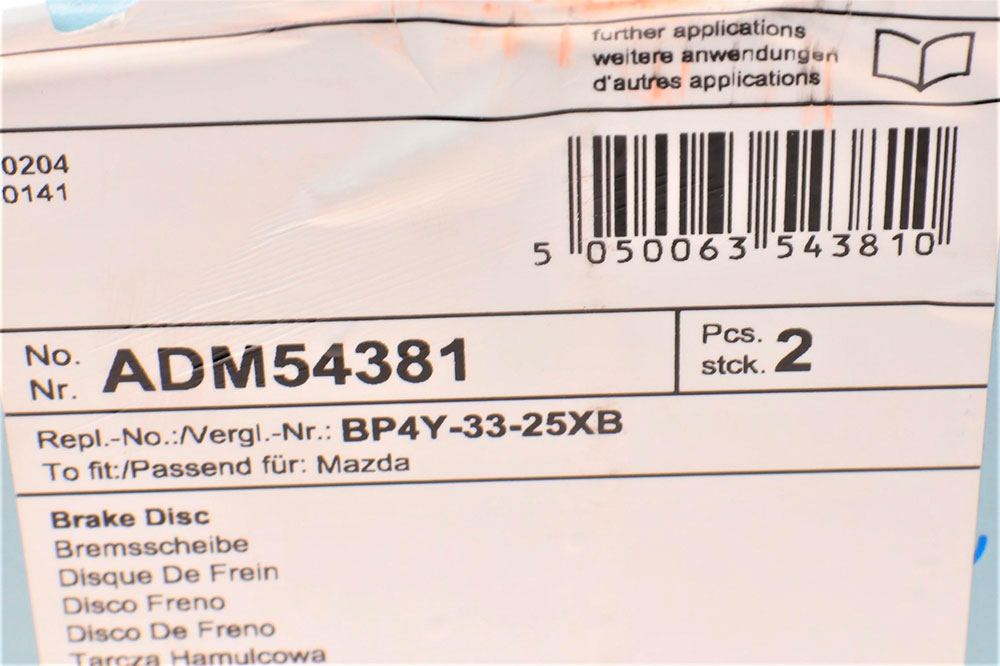 further applications
weitere anwendungen
d'autres applications
0204
0141
5 050063 543810
No.
Nr. ADM54381
Pcs.
stck. 2
Repl.-No.:/Vergl.-Nr.: BP4Y-33-25XB
To fit:/Passend für: Mazda
Brake Disc
Bremsscheibe
Disque De Frein
Disco Freno
Disco De Freno
Tarcza Hamulcowa